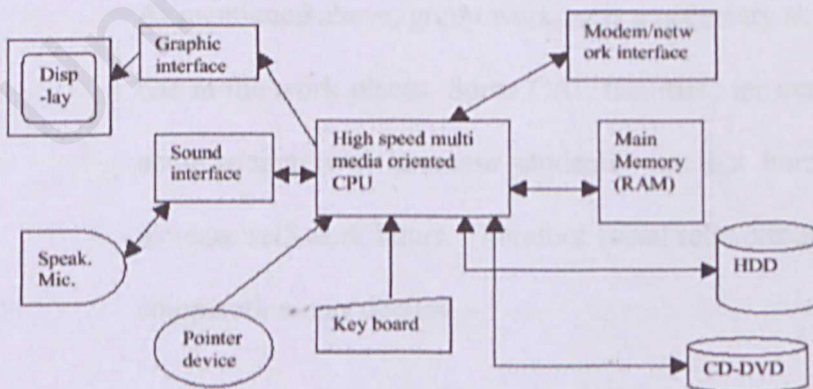 Graphic
interface
Modem/netw
ork interface
Disp
-lay
High speed multi
media oriented
CPU
Main
Memory
(RAM)
Sound
interface
Speak.
Mic.
HDD
Key board
Pointer
device
CD-DVD